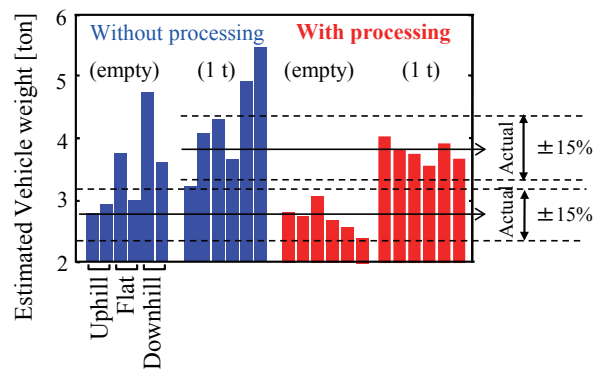 Estimated Vehicle weight [ton]
6
5
4
3
2
Without processing
With processing
(empty)
(1 t)
(empty)
(1 t)
Actual
±15%
Actual
±15%
Uphill
Flat
Downhill